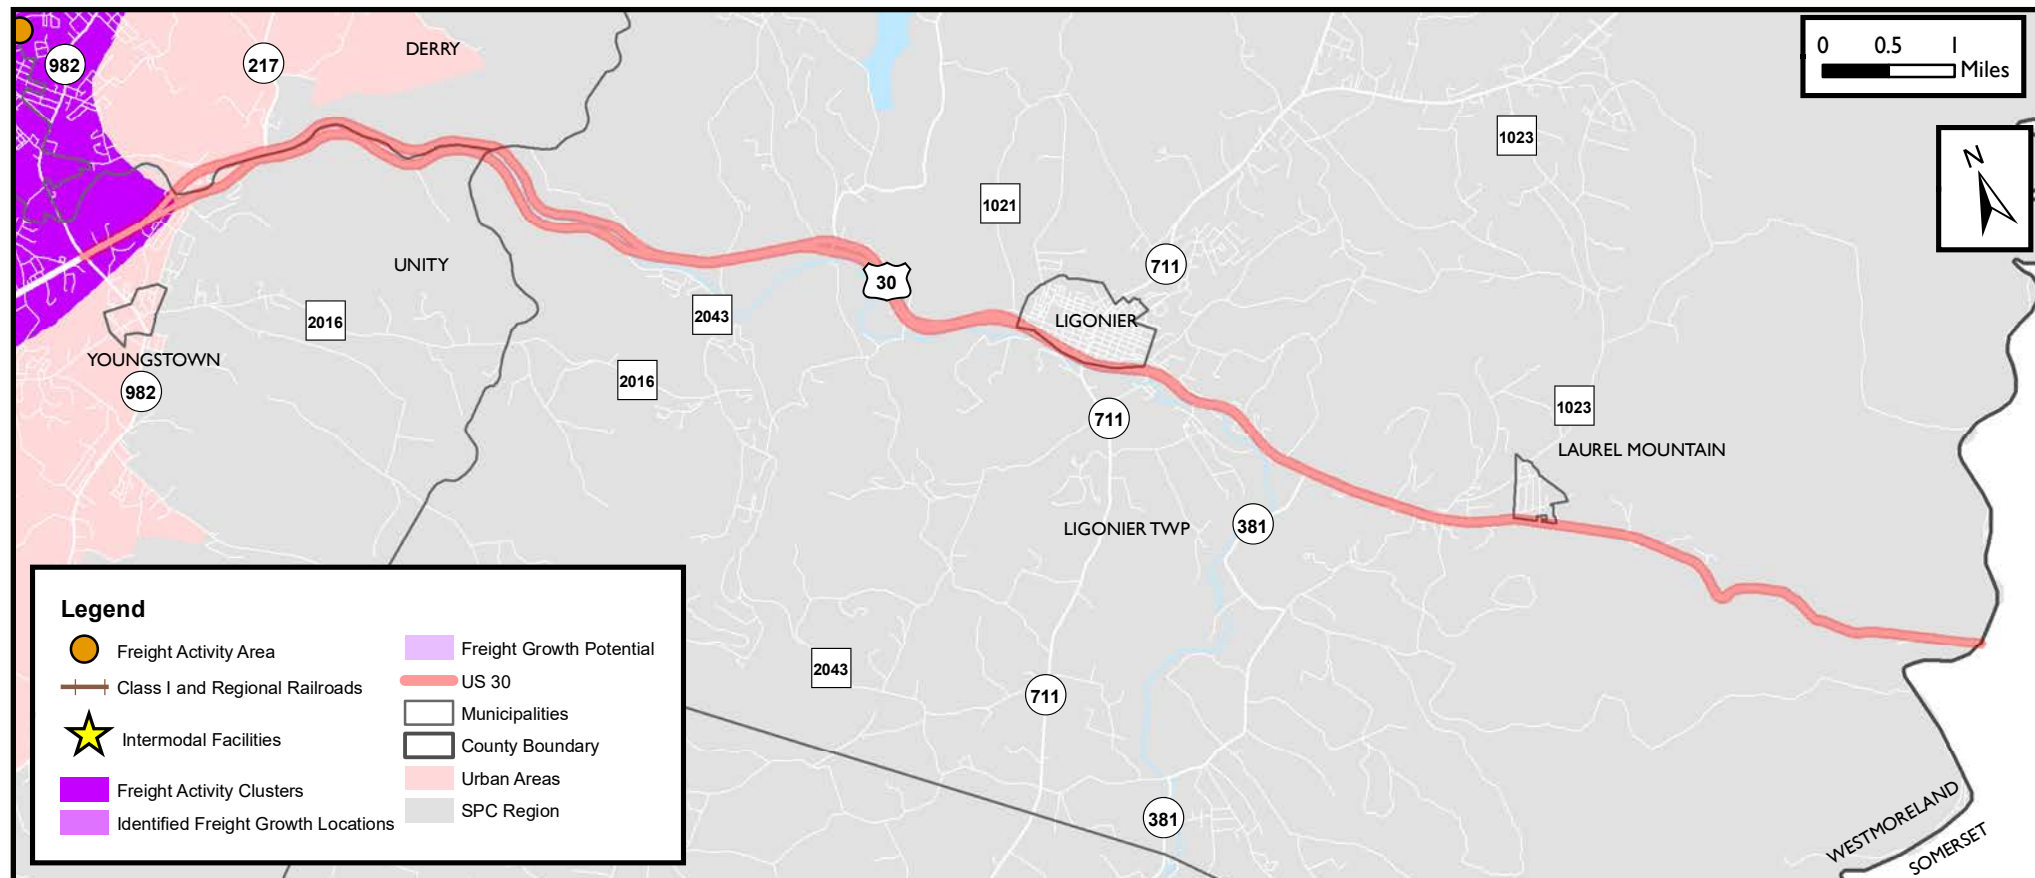 DERRY
982
217
0 0.5 1
Miles
1023
N
1021
UNITY
711
30
2043
2016
LIGONIER
YOUNGSTOWN
982
2016
711
1023
LAUREL MOUNTAIN
LIGONIER TWP
381
2043
711
381
WESTMORELAND
SOMERSET
Legend
Freight Activity Area
Class I and Regional Railroads
Intermodal Facilities
Freight Activity Clusters
Identified Freight Growth Locations
Freight Growth Potential
US 30
Municipalities
County Boundary
Urban Areas
SPC Region